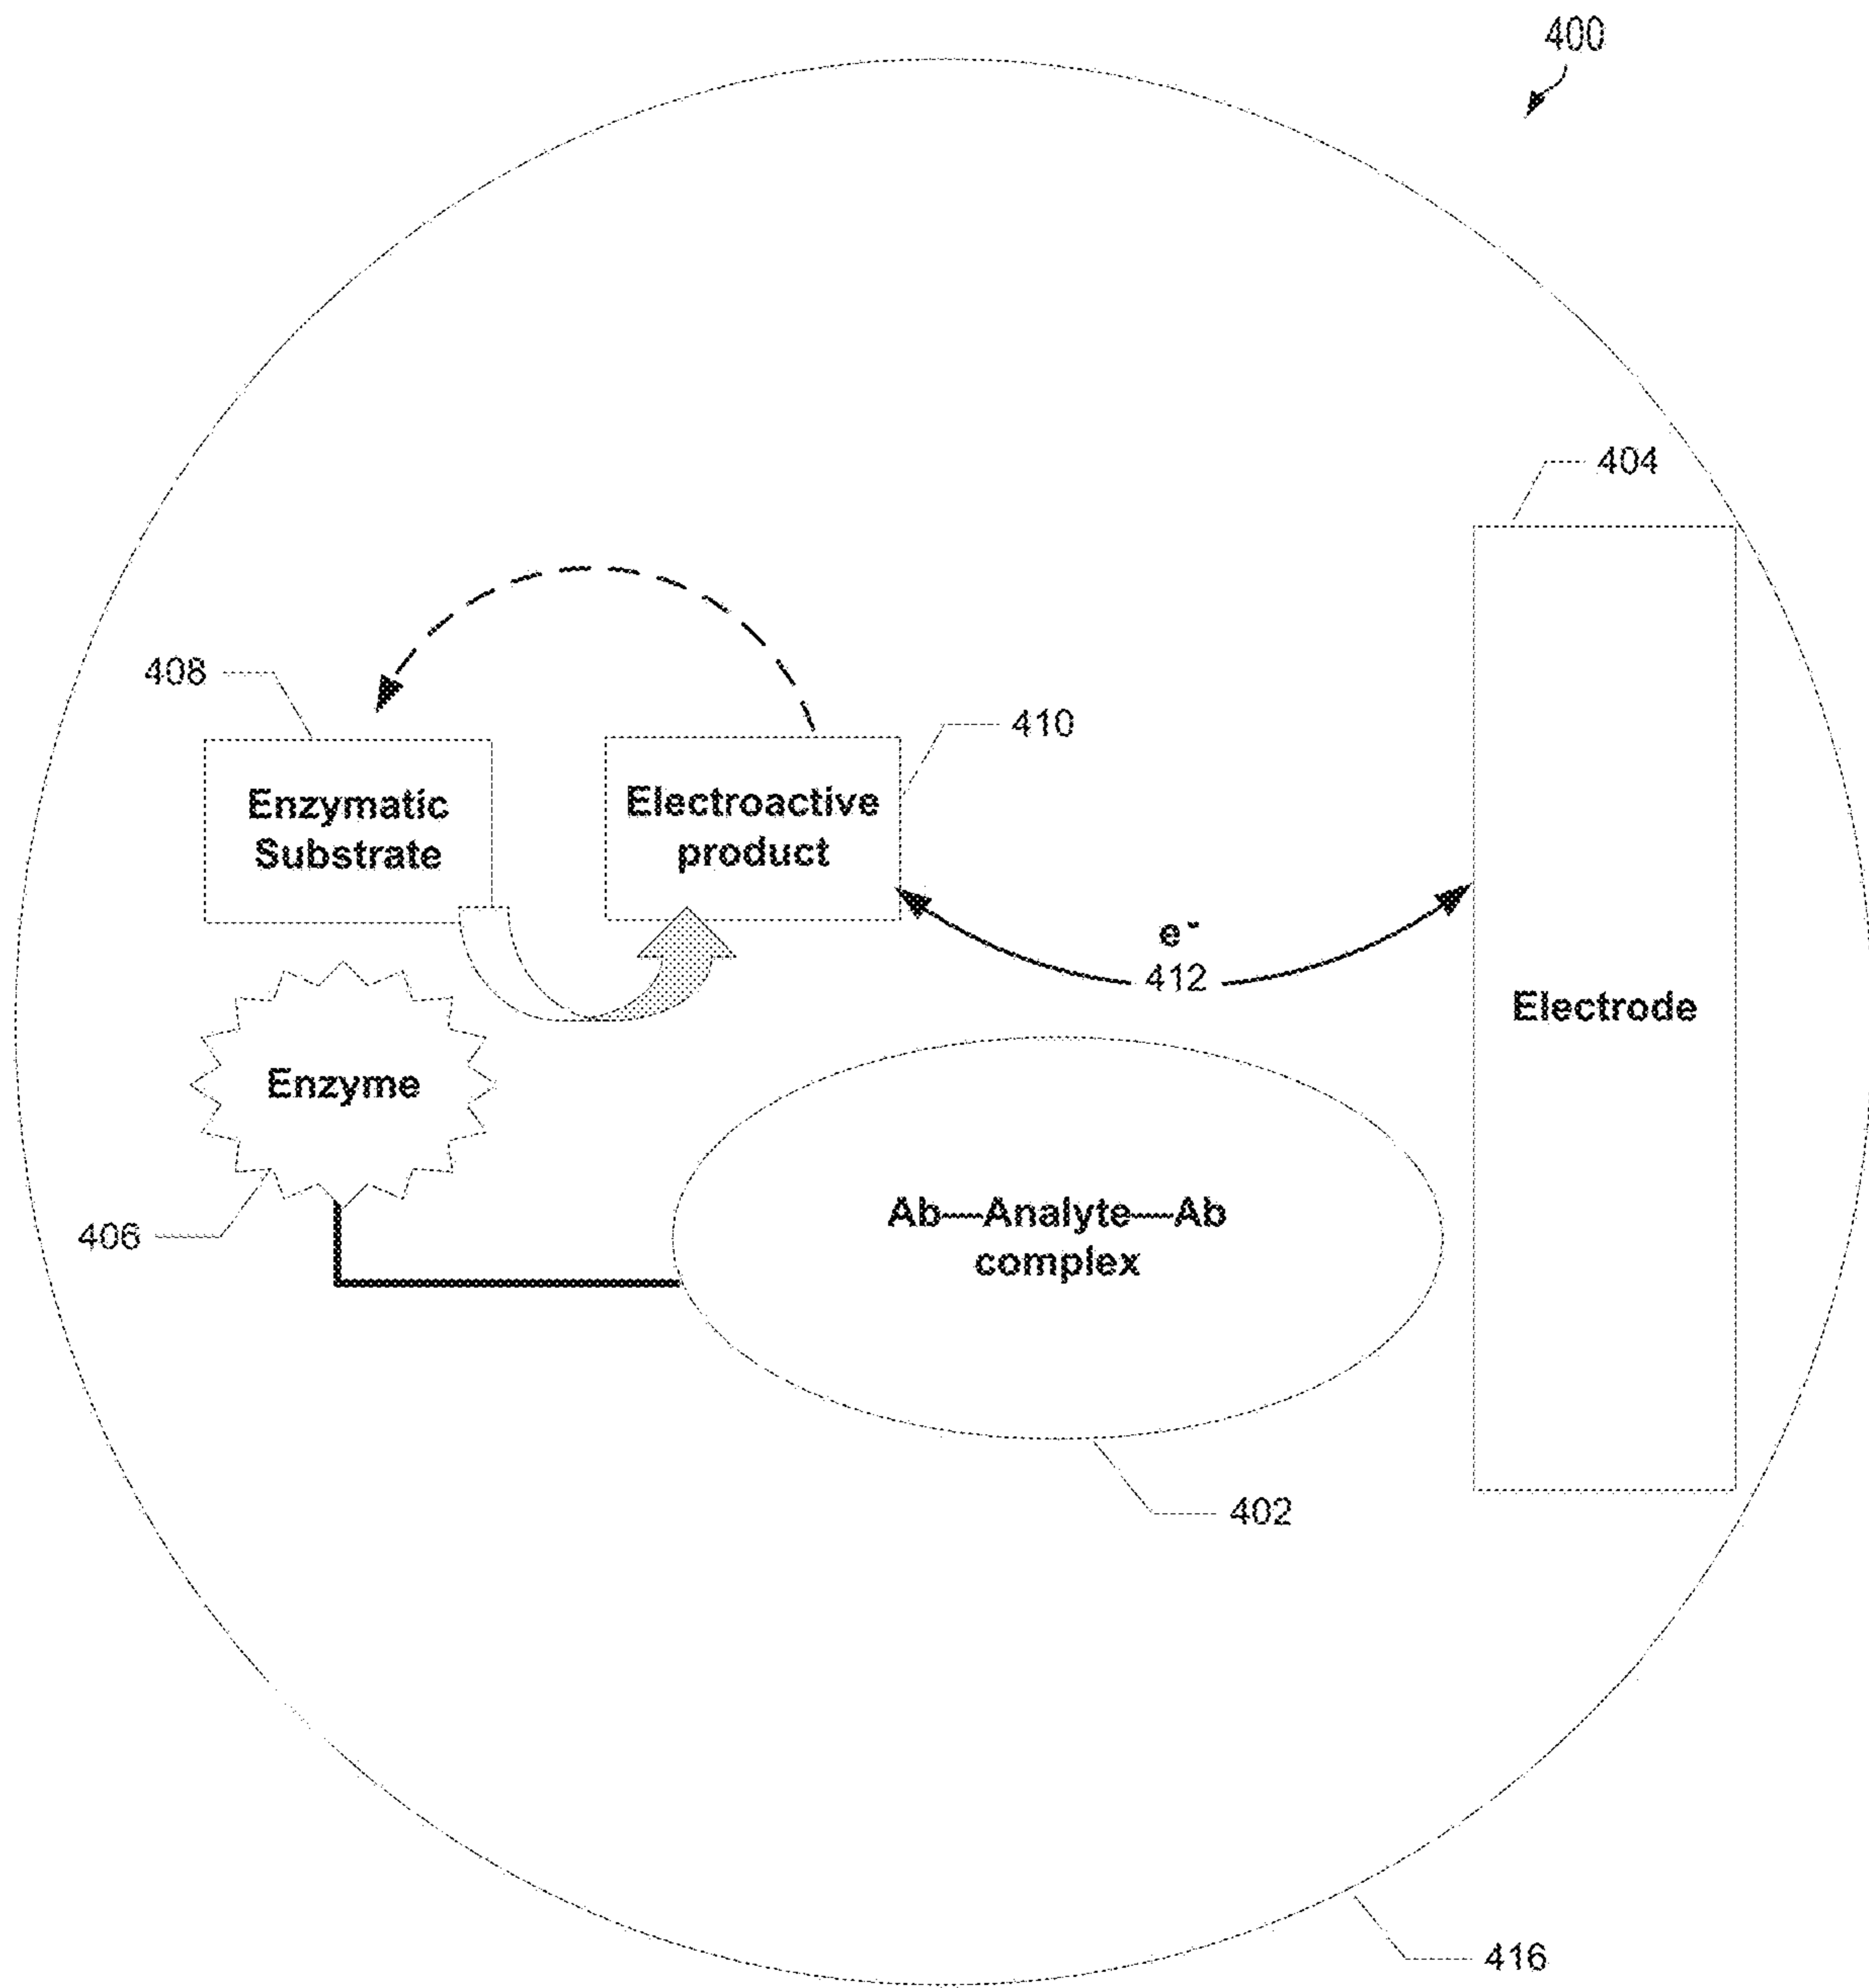 400
404
408
410
Enzymatic
Substrate
Electroactive
product
e-
412
Electrode
Enzyme
406
Ab—Analyte—Ab
complex
402
416